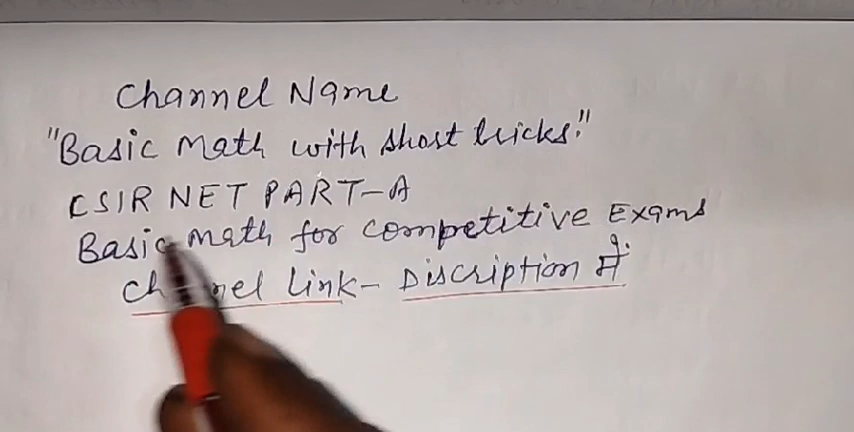 Channel Name
"Basic Math with short tricks."
CSIR NET PART-A
Basic Math for Competitive Exams
Channel link- Discription में